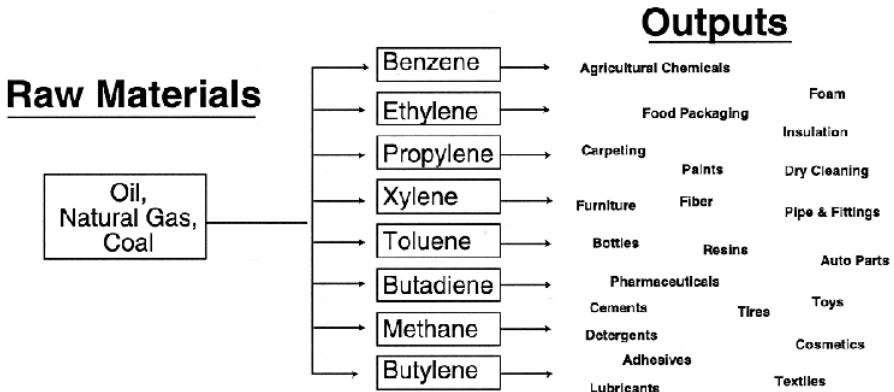 Outputs
Raw Materials
Oil,
Natural Gas,
Coal
Benzene
Ethylene
Propylene
Xylene
Toluene
Butadiene
Methane
Butylene
Agricultural Chemicals
Foam
Food Packaging
Insulation
Carpeting
Paints
Dry Cleaning
Furniture
Fiber
Pipe & Fittings
Bottles
Resins
Auto Parts
Pharmaceuticals
Cements
Tires
Toys
Detergents
Cosmetics
Adhesives
Lubricants
Textiles